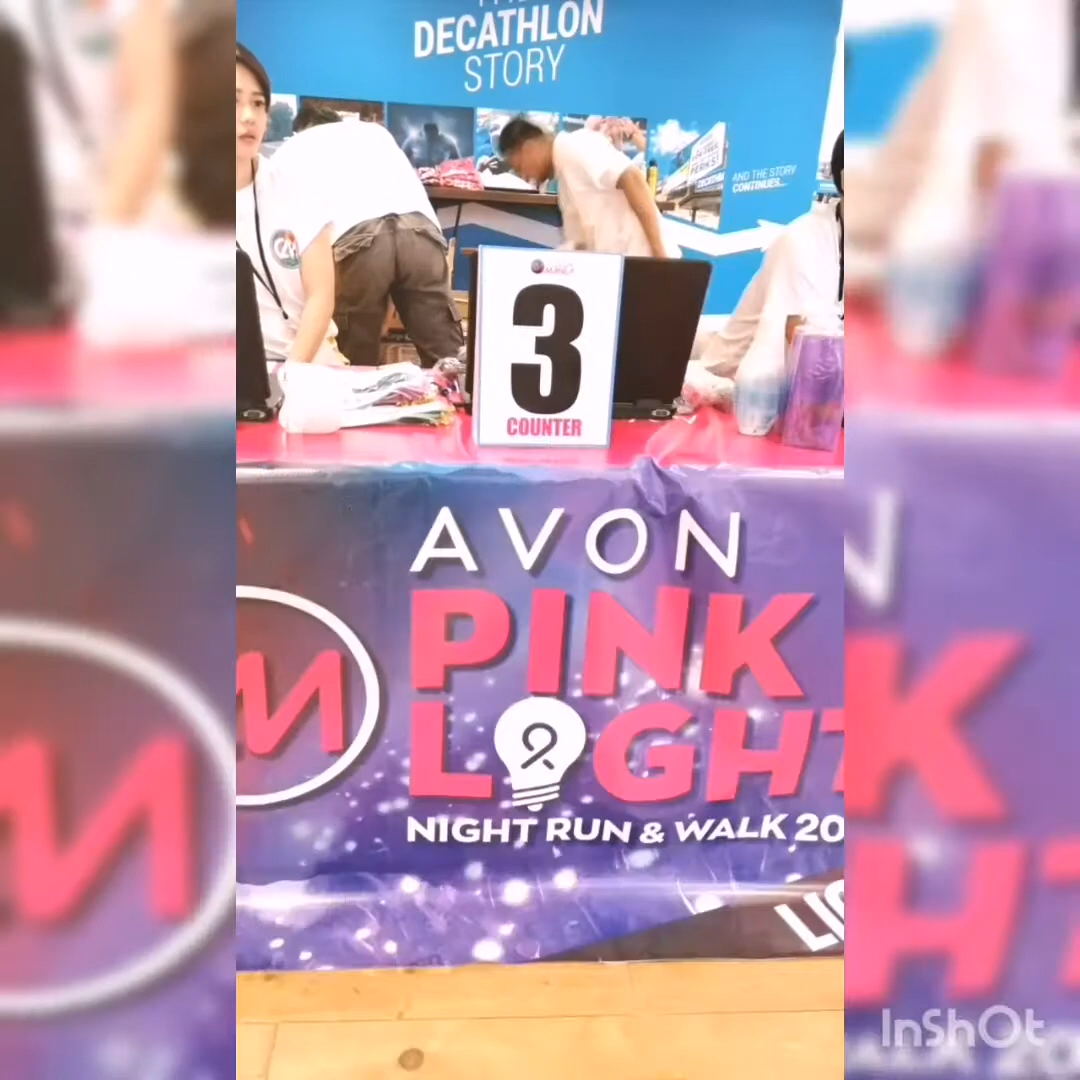 DECATHLON
STORY
AND THE STORY
CONTINUES...
3
COUNTER
AVON
PINK
LIGHT
NIGHT RUN & WALK 20
InShOt